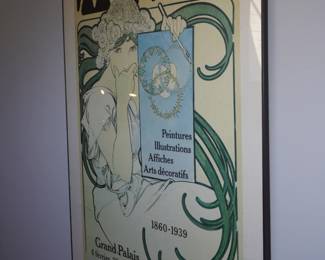 Peintures
Illustrations
Affiches
Arts décoratifs
1860-1939
Grand Palais